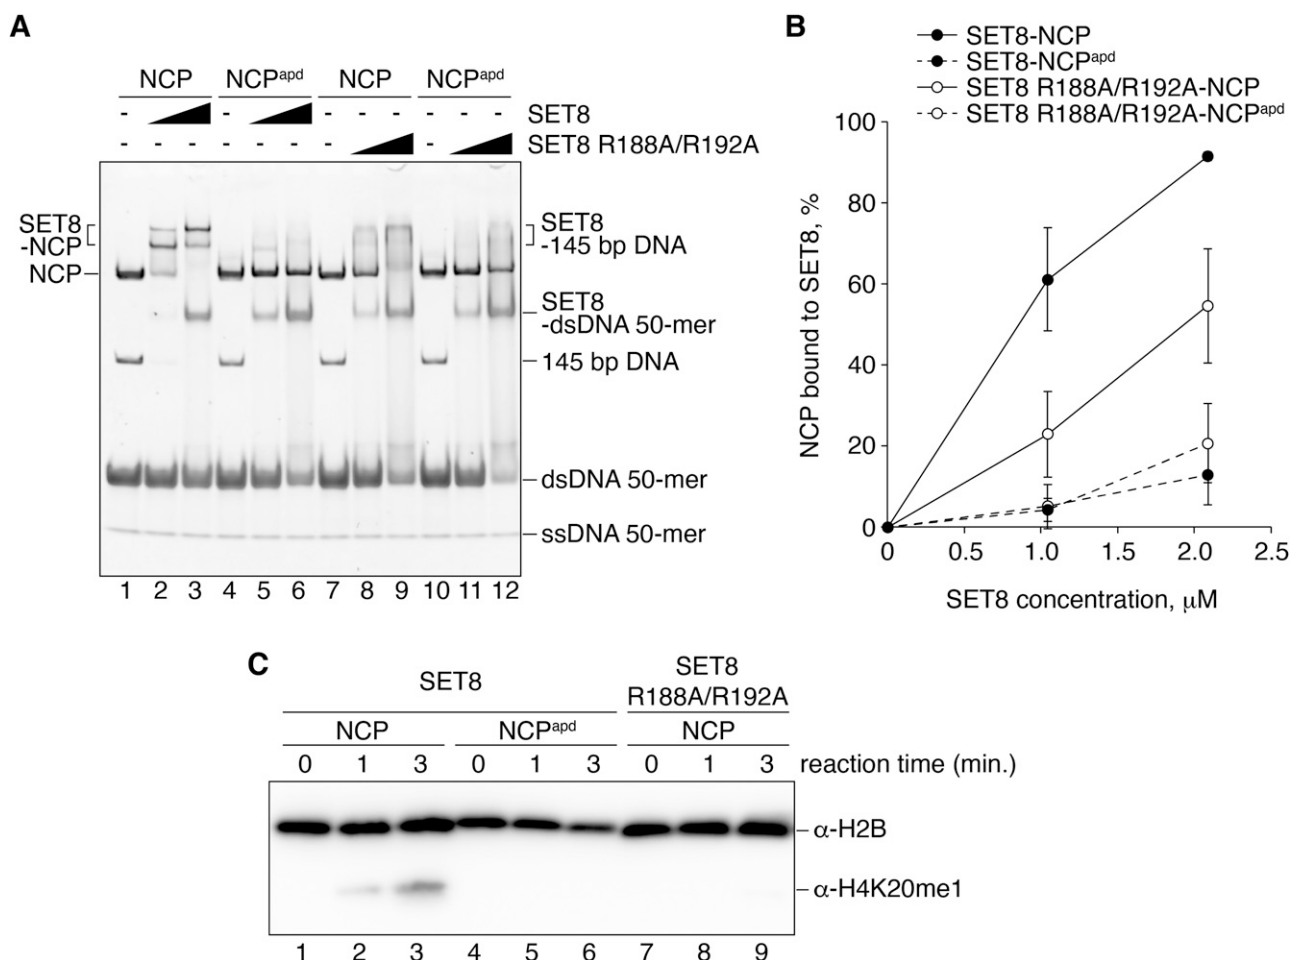 A
NCP NCPapd NCP NCPapd
- - - - - - - - SET8
- - - - - - - - SET8 R188A/R192A
SET8
-NCP
NCP
SET8
-145 bp DNA
SET8
-dsDNA 50-mer
145 bp DNA
dsDNA 50-mer
ssDNA 50-mer
1 2 3 4 5 6 7 8 9 10 11 12
B
SET8-NCP
SET8-NCPapd
SET8 R188A/R192A-NCP
SET8 R188A/R192A-NCPapd
NCP bound to SET8, %
100
80
60
40
20
0
0 0.5 1.0 1.5 2.0 2.5
SET8 concentration, μM
C
SET8 SET8
R188A/R192A
NCP NCPapd NCP
0 1 3 0 1 3 0 1 3 reaction time (min.)
α-H2B
α-H4K20me1
1 2 3 4 5 6 7 8 9